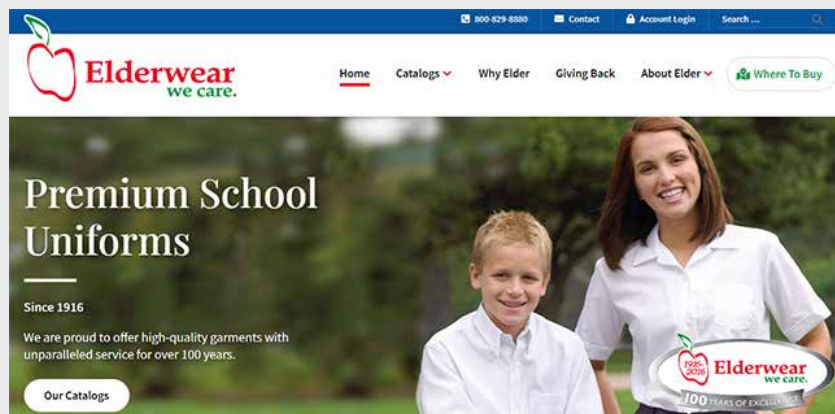 800-829-8880 Contact Account Login Search ...
Elderwear
we care.
Home Catalogs Why Elder Giving Back About Elder Where To Buy
Premium School
Uniforms
Since 1916
We are proud to offer high-quality garments with
unparalleled service for over 100 years.
Our Catalogs
1916-
2016
Elderwear
we care.
100 YEARS OF EXCELLENCE